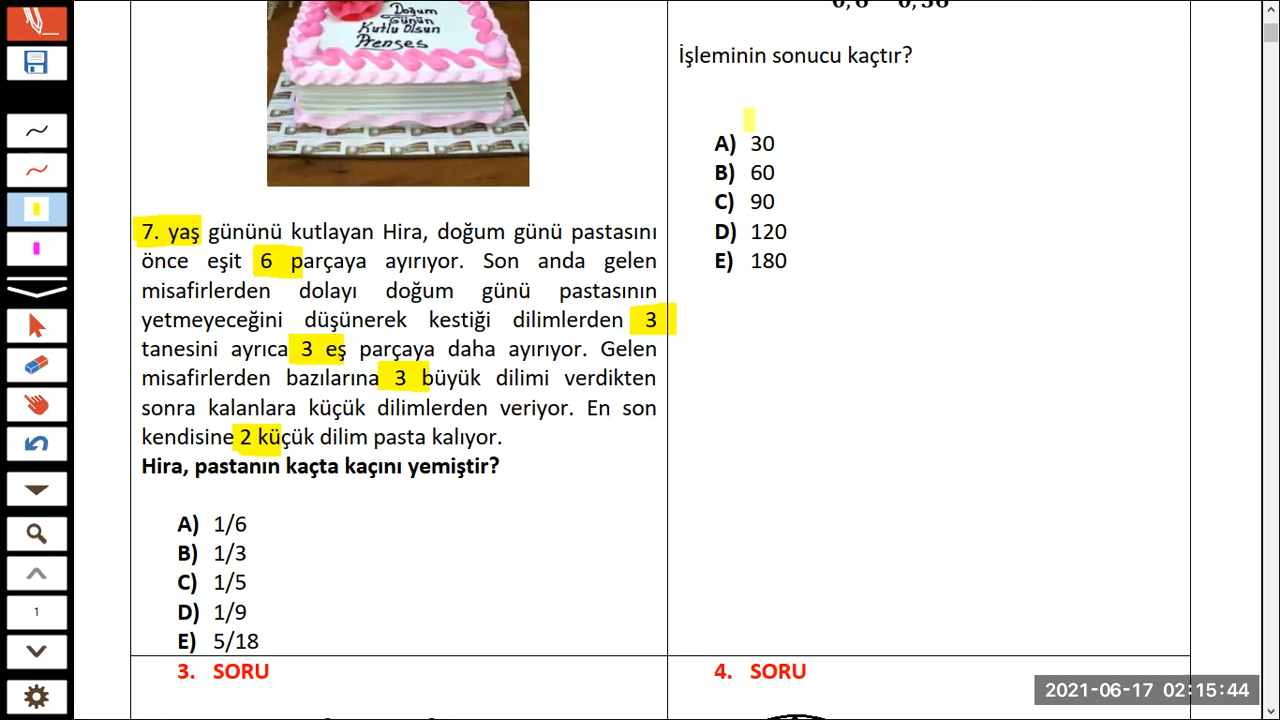 Doğum
Günün
Kutlu Olsun
Prenses
7. yaş gününü kutlayan Hira, doğum günü pastasını
önce eşit 6 parçaya ayırıyor. Son anda gelen
misafirlerden dolayı doğum günü pastasının
yetmeyeceğini düşünerek kestiği dilimlerden 3
tanesini ayrıca 3 eş parçaya daha ayırıyor. Gelen
misafirlerden bazılarına 3 büyük dilimi verdikten
sonra kalanlara küçük dilimlerden veriyor. En son
kendisine 2 küçük dilim pasta kalıyor.
Hira, pastanın kaçta kaçını yemiştir?
A) 1/6
B) 1/3
C) 1/5
D) 1/9
E) 5/18
3. SORU
İşleminin sonucu kaçtır?
A) 30
B) 60
C) 90
D) 120
E) 180
4. SORU
1
2021-06-17 02:15:44